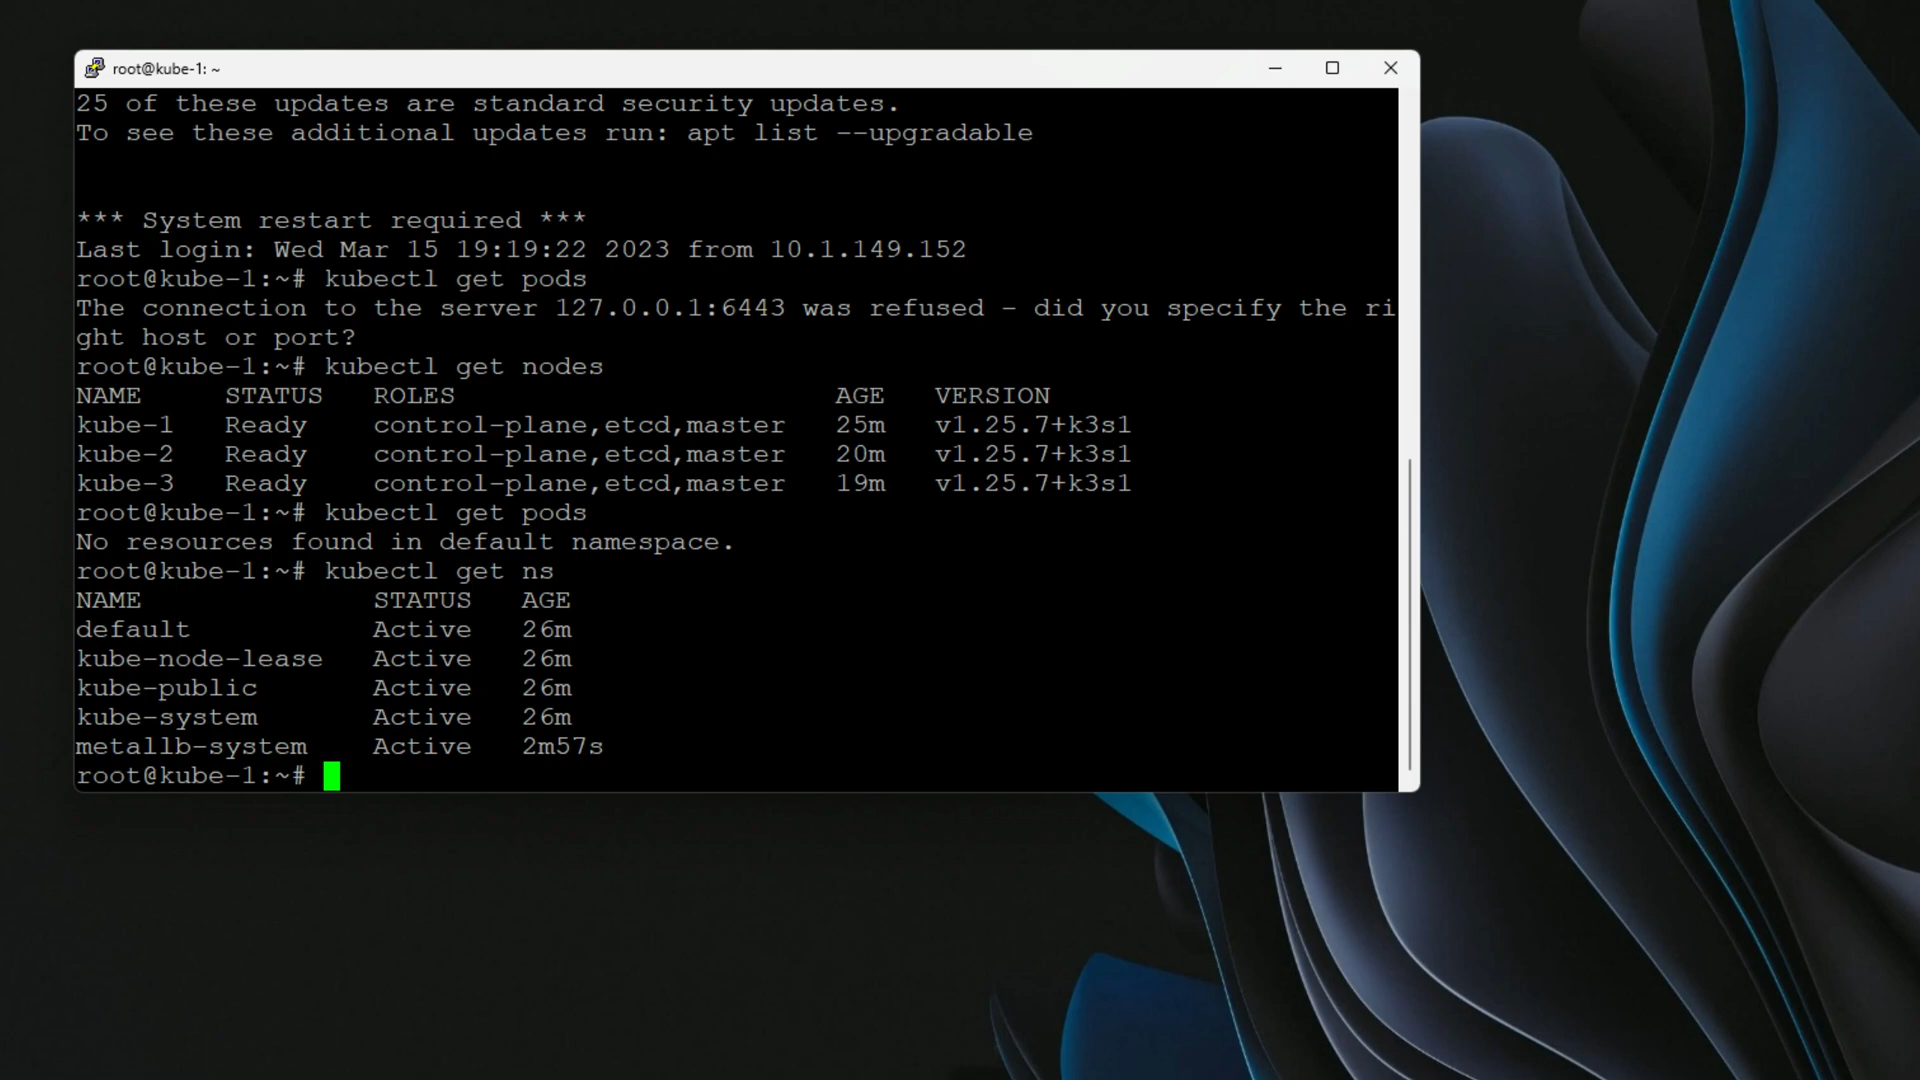 root@kube-1: ~
25 of these updates are standard security updates.
To see these additional updates run: apt list --upgradable
*** System restart required ***
Last login: Wed Mar 15 19:19:22 2023 from 10.1.149.152
root@kube-1:~# kubectl get pods
The connection to the server 127.0.0.1:6443 was refused - did you specify the ri
ght host or port?
root@kube-1:~# kubectl get nodes
NAME     STATUS   ROLES                       AGE   VERSION
kube-1   Ready    control-plane,etcd,master   25m   v1.25.7+k3s1
kube-2   Ready    control-plane,etcd,master   20m   v1.25.7+k3s1
kube-3   Ready    control-plane,etcd,master   19m   v1.25.7+k3s1
root@kube-1:~# kubectl get pods
No resources found in default namespace.
root@kube-1:~# kubectl get ns
NAME              STATUS   AGE
default           Active   26m
kube-node-lease   Active   26m
kube-public       Active   26m
kube-system       Active   26m
metallb-system    Active   2m57s
root@kube-1:~#